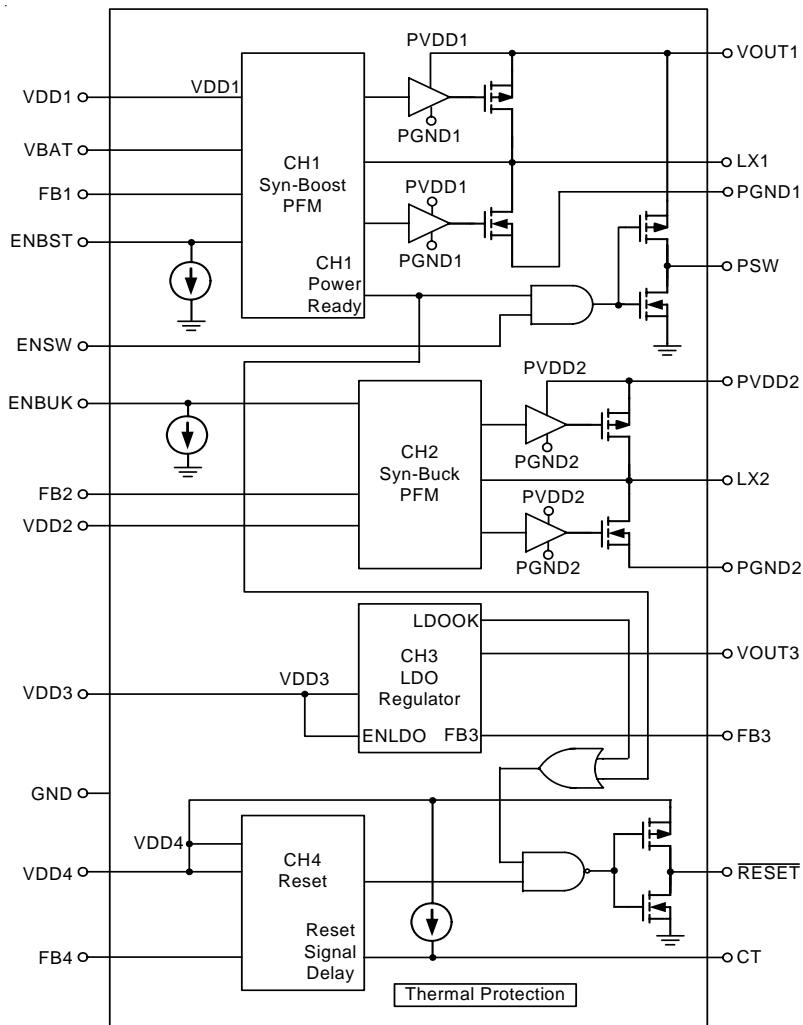 PVDD1
VOUT1
VDD1
VDD1
PGND1
VBAT
CH1
Syn-Boost
PFM
LX1
FB1
PVDD1
PGND1
ENBST
PGND1
CH1
Power
Ready
PSW
ENSW
PVDD2
PVDD2
ENBUK
CH2
Syn-Buck
PFM
PGND2
FB2
PVDD2
LX2
VDD2
PGND2
PGND2
LDOOK
CH3
LDO
Regulator
VOUT3
VDD3
VDD3
ENLDO
FB3
FB3
GND
VDD4
CH4
Reset
VDD4
RESET
Reset
Signal
Delay
FB4
CT
Thermal Protection